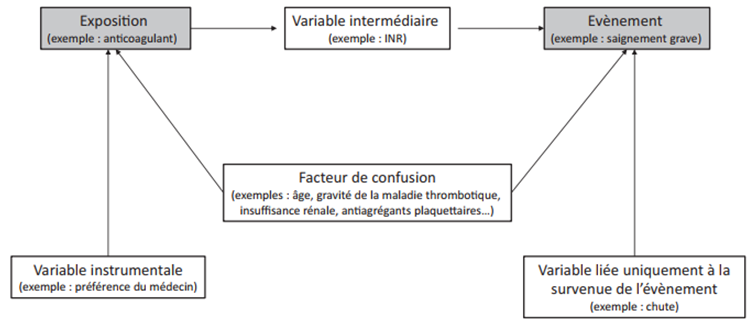 Exposition
(exemple : anticoagulant)
Variable intermédiaire
(exemple : INR)
Evènement
(exemple : saignement grave)
Facteur de confusion
(exemples : âge, gravité de la maladie thrombotique,
insuffisance rénale, antiagrégants plaquettaires…)
Variable instrumentale
(exemple : préférence du médecin)
Variable liée uniquement à la
survenue de l’évènement
(exemple : chute)